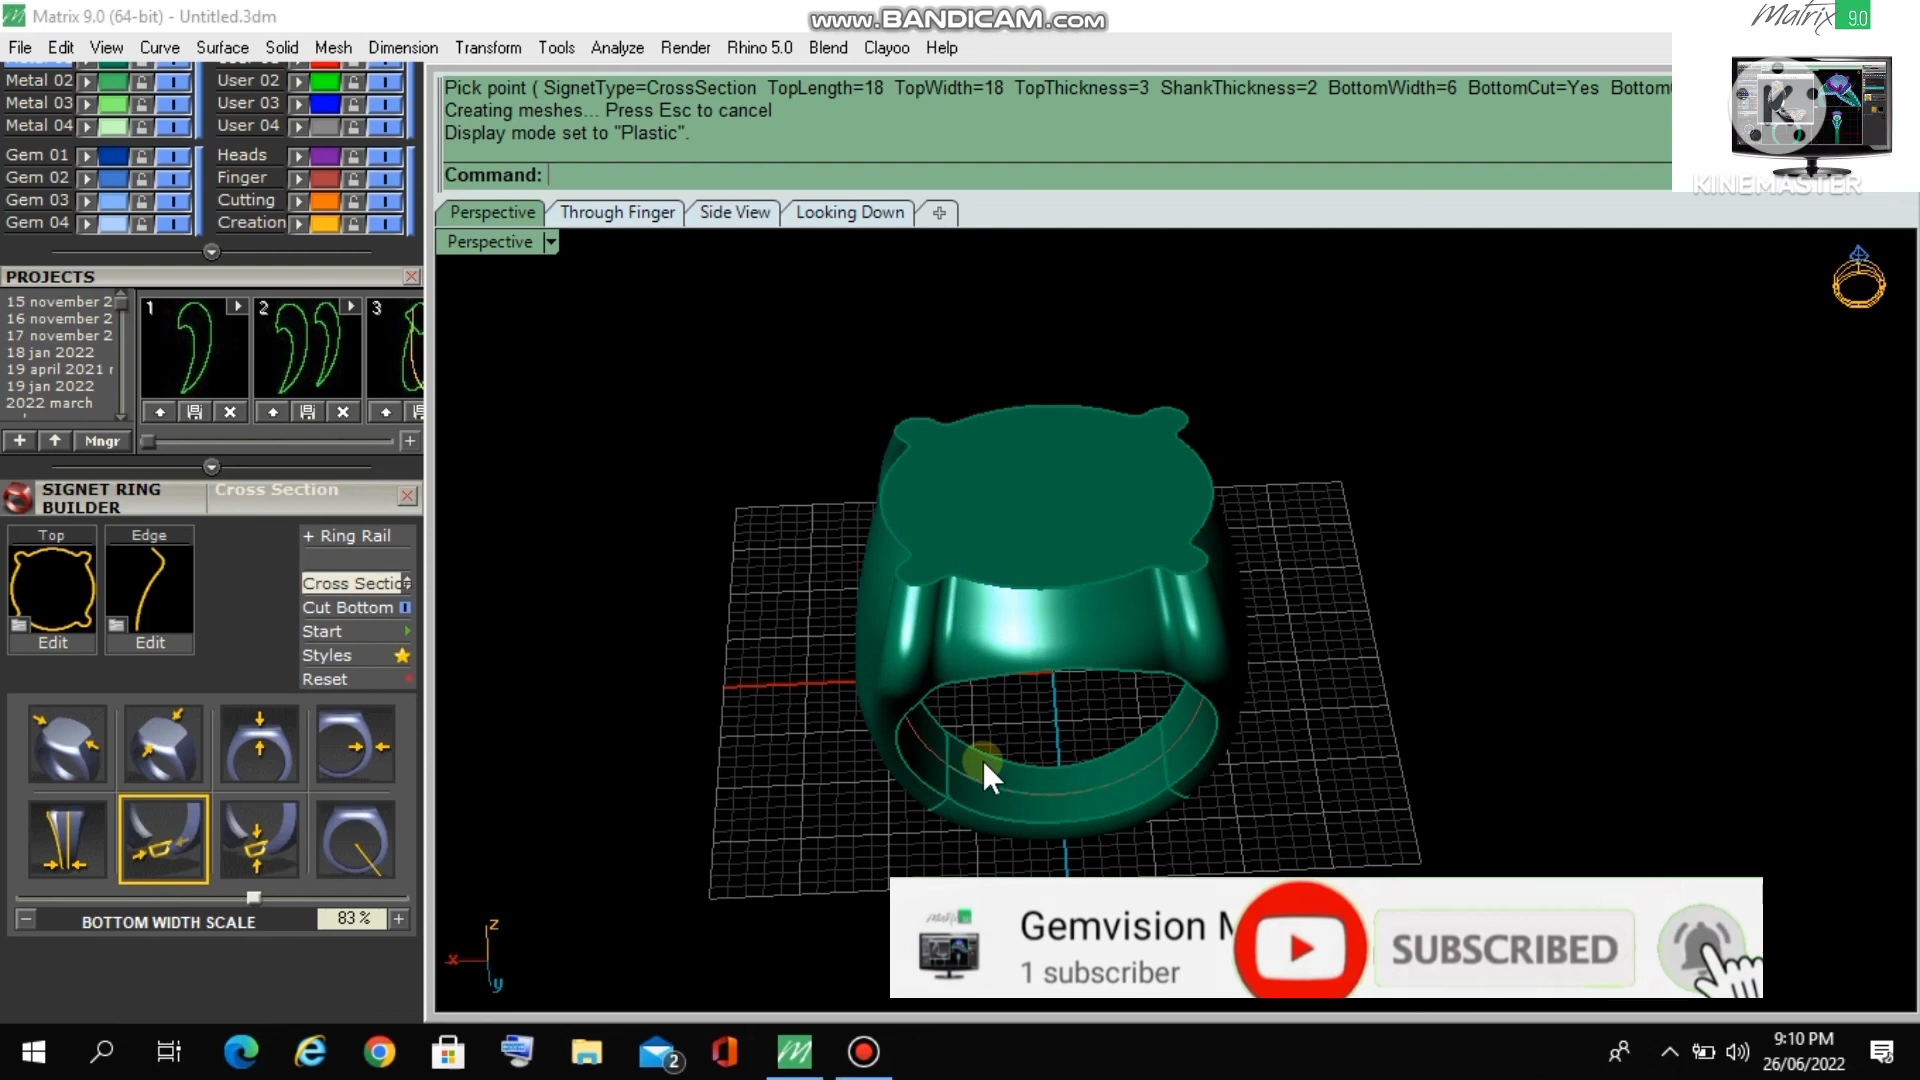 Matrix 9.0 (64-bit) - Untitled.3dm
www.BANDICAM.com
Matrix 9.0
File Edit View Curve Surface Solid Mesh Dimension Transform Tools Analyze Render Rhino 5.0 Blend Clayoo Help
Metal 02 User 02
Metal 03 User 03
Metal 04 User 04
Gem 01 Heads
Gem 02 Finger
Gem 03 Cutting
Gem 04 Creation
Pick point ( SignetType=CrossSection TopLength=18 TopWidth=18 TopThickness=3 ShankThickness=2 BottomWidth=6 BottomCut=Yes Bottom
Creating meshes... Press Esc to cancel
Display mode set to "Plastic".
Command:
K
KINEMASTER
Perspective Through Finger Side View Looking Down
Perspective
PROJECTS
15 november 2
16 november 2
17 november 2
18 jan 2022
19 april 2021 r
19 jan 2022
2022 march
1 2 3
Mngr
SIGNET RING BUILDER Cross Section
Top Edge
Edit Edit
+ Ring Rail
Cross Sectio
Cut Bottom
Start
Styles
Reset
BOTTOM WIDTH SCALE 83 %
z
x
y
Gemvision M
1 subscriber
SUBSCRIBED
2
9:10 PM
26/06/2022